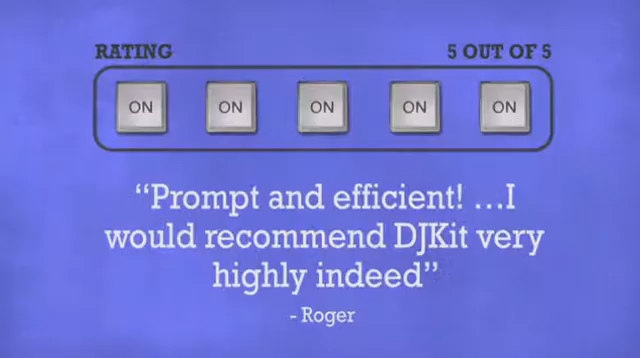 RATING 5 OUT OF 5
ON ON ON ON ON
“Prompt and efficient! ...I
would recommend DJKit very
highly indeed”
- Roger